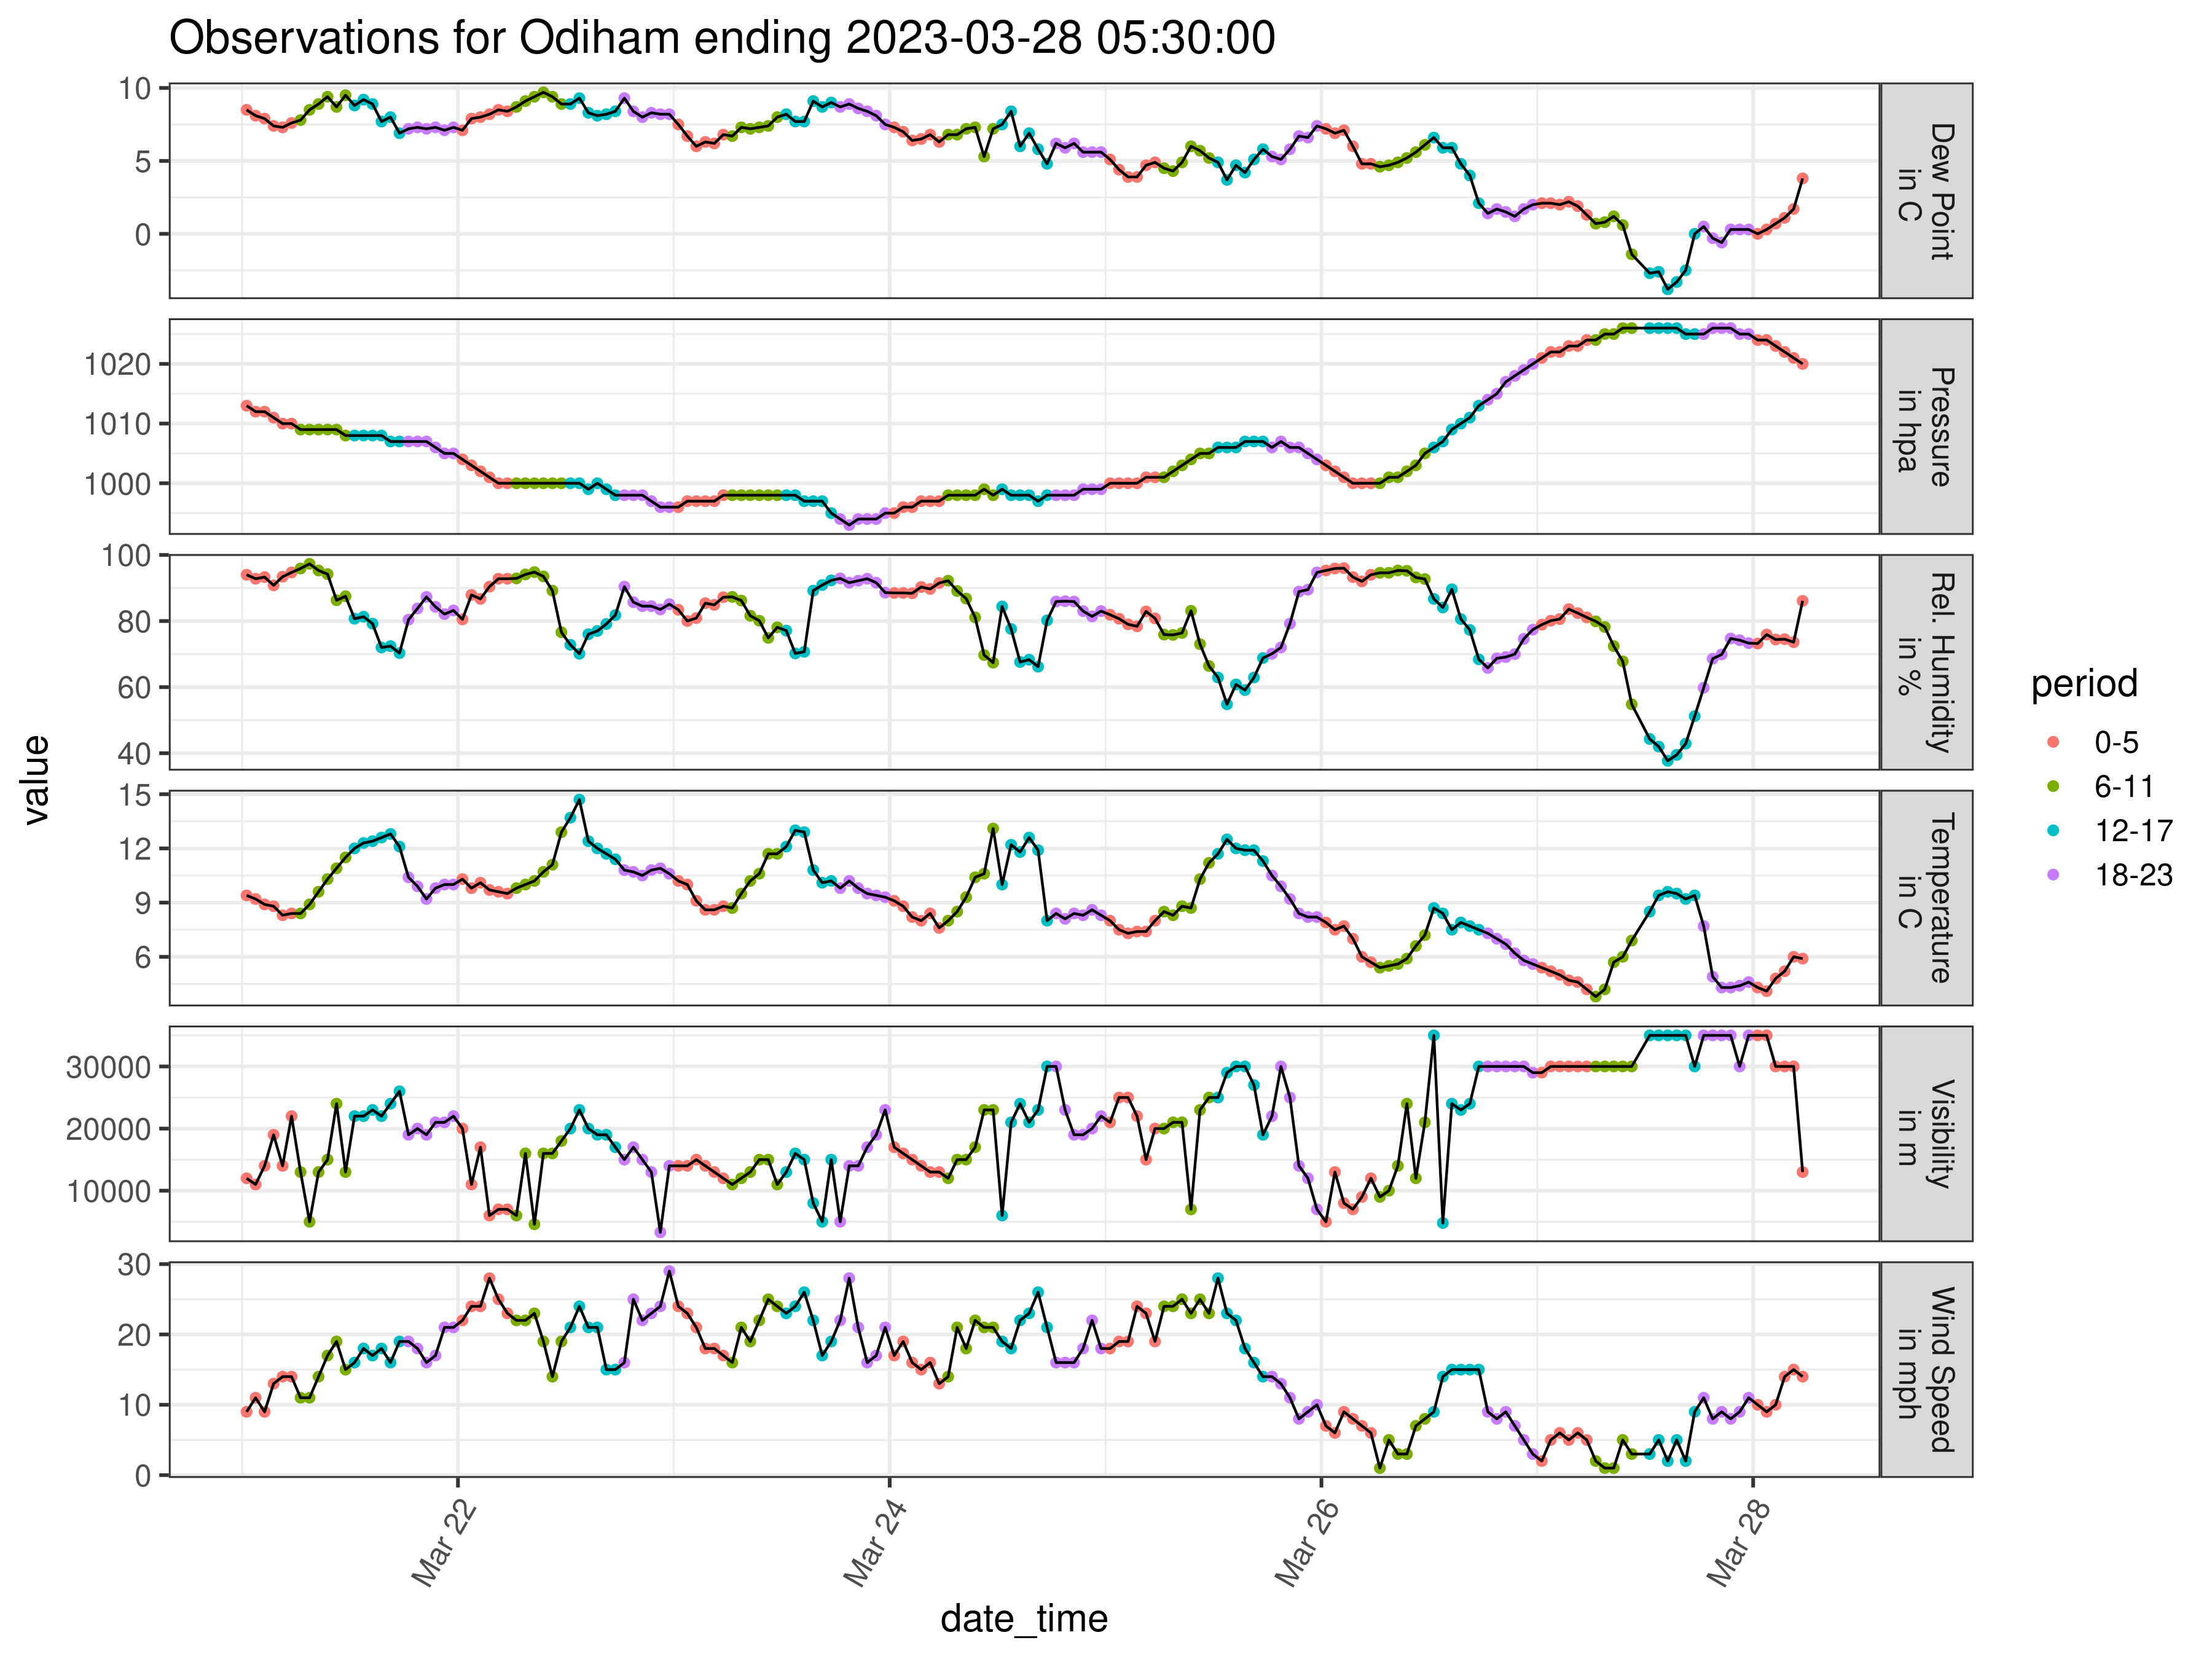 Observations for Odiham ending 2023-03-28 05:30:00
value
10
5
0
Dew Point
in C
1020
1010
1000
Pressure
in hpa
100
80
60
40
Rel. Humidity
in %
15
12
9
6
Temperature
in C
30000
20000
10000
Visibility
in m
30
20
10
0
Wind Speed
in mph
Mar 22
Mar 24
Mar 26
Mar 28
date_time
period
0-5
6-11
12-17
18-23